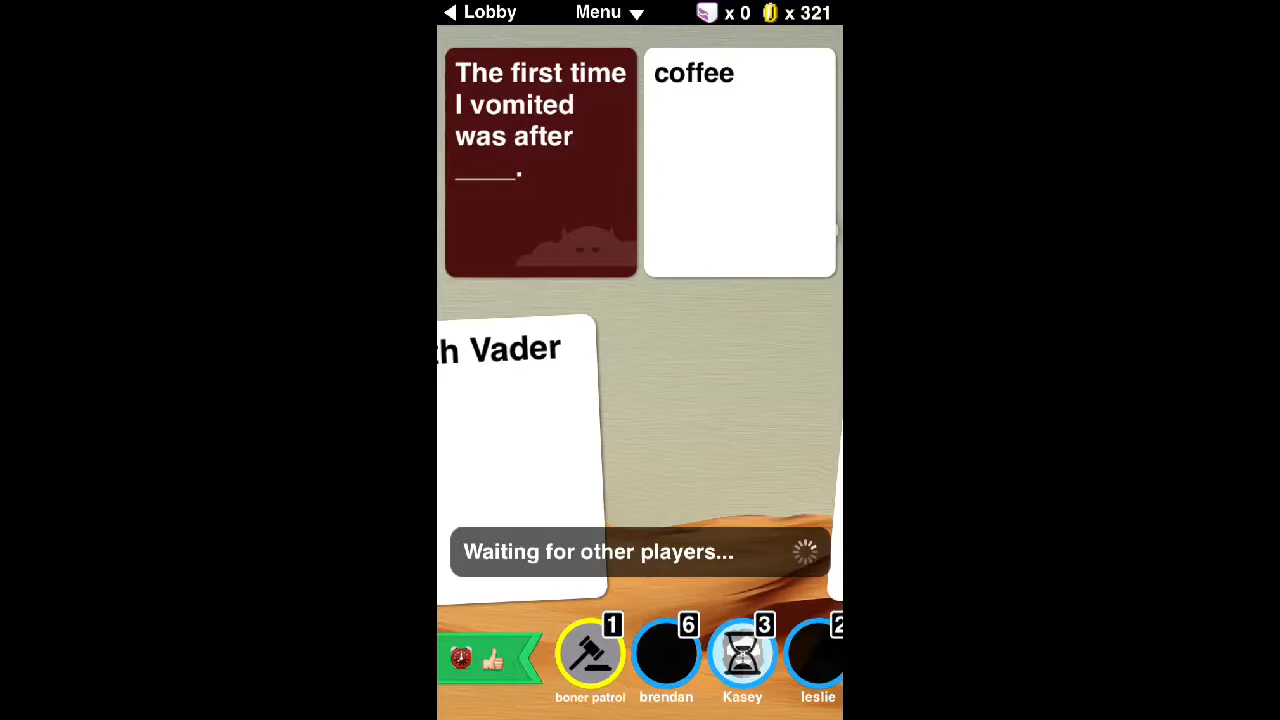 Lobby
Menu
x 0
x 321
The first time
I vomited
was after
_____.
coffee
th Vader
Waiting for other players...
1
6
3
2
boner patrol
brendan
Kasey
leslie